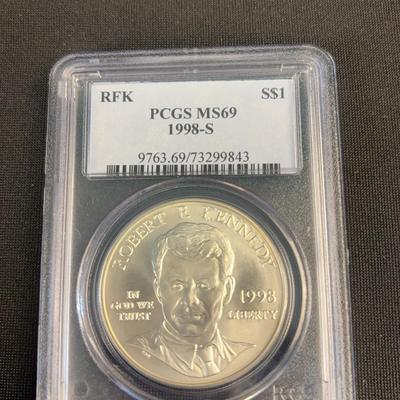 RFK S$1
PCGS MS69
1998-S
9763.69/73299843
ROBERT F. KENNEDY
IN
GOD WE
TRUST
1998
LIBERTY